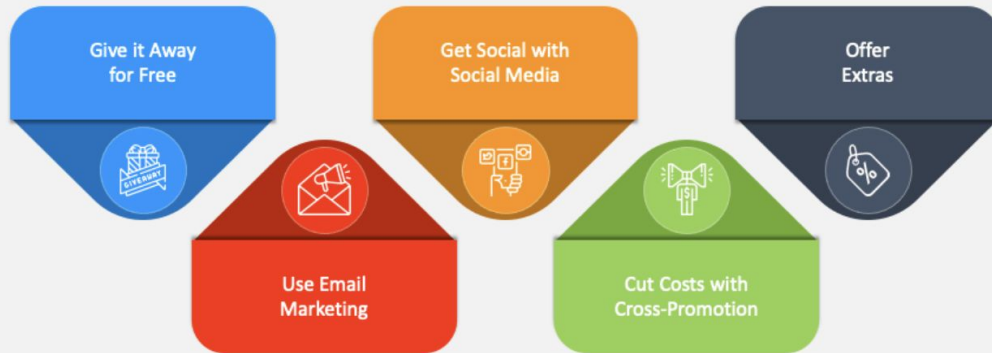 Give it Away
for Free
GIVEAWAY
Use Email
Marketing
Get Social with
Social Media
Cut Costs with
Cross-Promotion
$
Offer
Extras
%